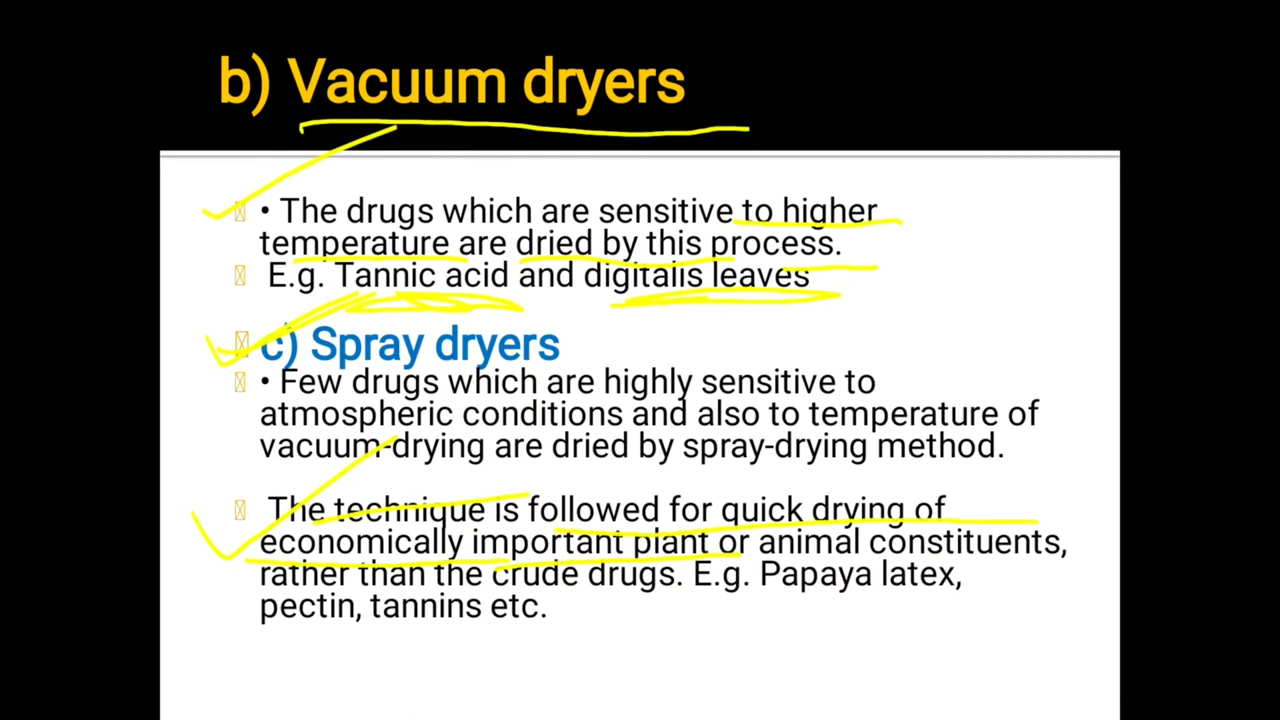 b) Vacuum dryers
• The drugs which are sensitive to higher
temperature are dried by this process.
E.g. Tannic acid and digitalis leaves
c) Spray dryers
• Few drugs which are highly sensitive to
atmospheric conditions and also to temperature of
vacuum-drying are dried by spray-drying method.
The technique is followed for quick drying of
economically important plant or animal constituents,
rather than the crude drugs. E.g. Papaya latex,
pectin, tannins etc.